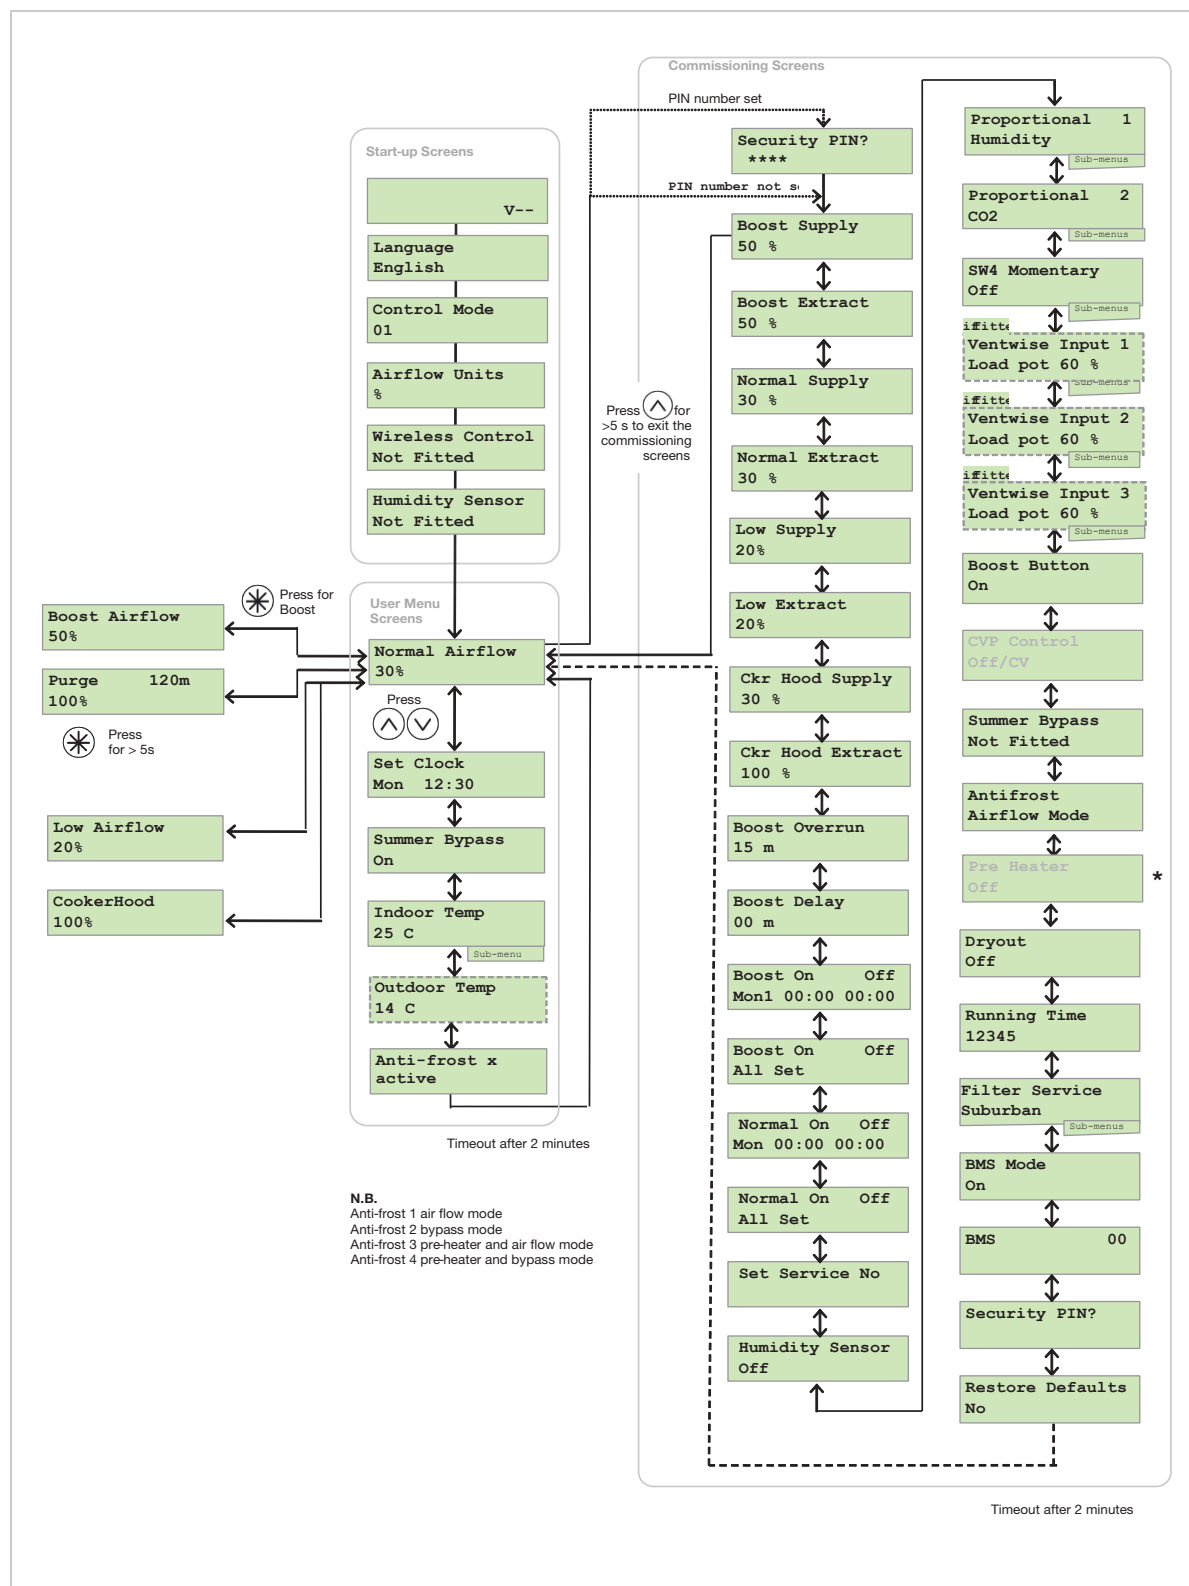 Commissioning Screens
PIN number set
Security PIN?
****
PIN number not s
Start-up Screens
V--
Language
English
Control Mode
01
Airflow Units
%
Wireless Control
Not Fitted
Humidity Sensor
Not Fitted
Press for
Boost
Boost Airflow
50%
Purge 120m
100%
Press
for > 5s
Low Airflow
20%
CookerHood
100%
User Menu
Screens
Normal Airflow
30%
Press
Set Clock
Mon 12:30
Summer Bypass
On
Indoor Temp
25 C
Sub-menu
Outdoor Temp
14 C
Anti-frost x
active
Timeout after 2 minutes
N.B.
Anti-frost 1 air flow mode
Anti-frost 2 bypass mode
Anti-frost 3 pre-heater and air flow mode
Anti-frost 4 pre-heater and bypass mode
Press for
>5 s to exit the
commissioning
screens
Boost Supply
50 %
Boost Extract
50 %
Normal Supply
30 %
Normal Extract
30 %
Low Supply
20%
Low Extract
20%
Ckr Hood Supply
30 %
Ckr Hood Extract
100 %
Boost Overrun
15 m
Boost Delay
00 m
Boost On Off
Mon1 00:00 00:00
Boost On Off
All Set
Normal On Off
Mon 00:00 00:00
Normal On Off
All Set
Set Service No
Humidity Sensor
Off
Proportional 1
Humidity
Sub-menus
Proportional 2
CO2
Sub-menus
SW4 Momentary
Off
Sub-menus
Ventwise Input 1
Load pot 60 %
Sub-menus
Ventwise Input 2
Load pot 60 %
Sub-menus
Ventwise Input 3
Load pot 60 %
Sub-menus
Boost Button
On
CVP Control
Off/CV
Summer Bypass
Not Fitted
Antifrost
Airflow Mode
Pre Heater
Off
*
Dryout
Off
Running Time
12345
Filter Service
Suburban
Sub-menus
BMS Mode
On
BMS 00
Security PIN?
Restore Defaults
No
Timeout after 2 minutes